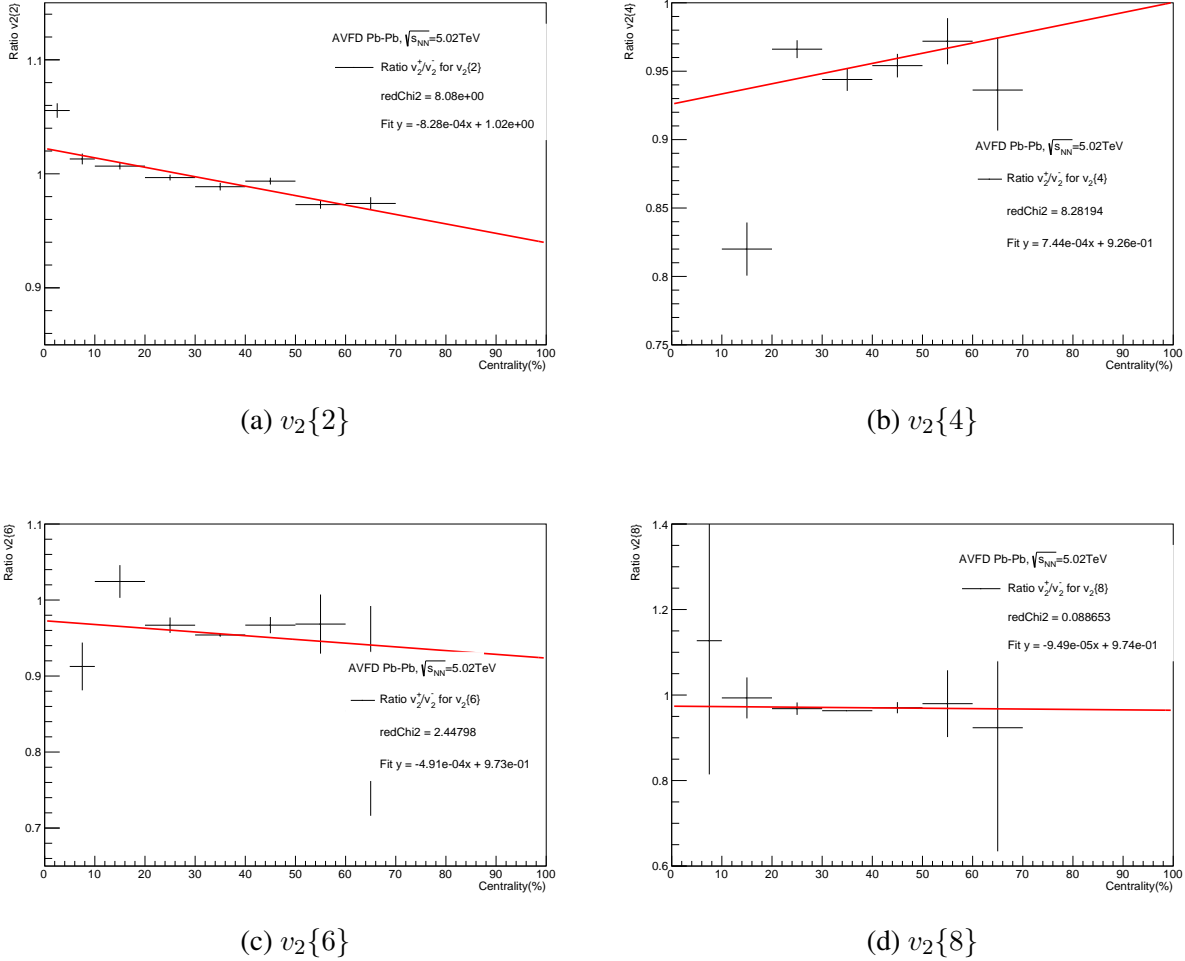 Ratio v2{2}
1.1
1
0.9
AVFD Pb-Pb, √s_NN=5.02TeV
Ratio v₂⁺/v₂⁻ for v₂{2}
redChi2 = 8.08e+00
Fit y = -8.28e-04x + 1.02e+00
0 10 20 30 40 50 60 70 80 90 100
Centrality(%)
(a) v₂{2}
Ratio v2{4}
1
0.95
0.9
0.85
0.8
0.75
AVFD Pb-Pb, √s_NN=5.02TeV
Ratio v₂⁺/v₂⁻ for v₂{4}
redChi2 = 8.28194
Fit y = 7.44e-04x + 9.26e-01
0 10 20 30 40 50 60 70 80 90 100
Centrality(%)
(b) v₂{4}
Ratio v2{6}
1.1
1
0.9
0.8
0.7
AVFD Pb-Pb, √s_NN=5.02TeV
Ratio v₂⁺/v₂⁻ for v₂{6}
redChi2 = 2.44798
Fit y = -4.91e-04x + 9.73e-01
0 10 20 30 40 50 60 70 80 90 100
Centrality(%)
(c) v₂{6}
Ratio v2{8}
1.4
1.2
1
0.8
0.6
AVFD Pb-Pb, √s_NN=5.02TeV
Ratio v₂⁺/v₂⁻ for v₂{8}
redChi2 = 0.088653
Fit y = -9.49e-05x + 9.74e-01
0 10 20 30 40 50 60 70 80 90 100
Centrality(%)
(d) v₂{8}